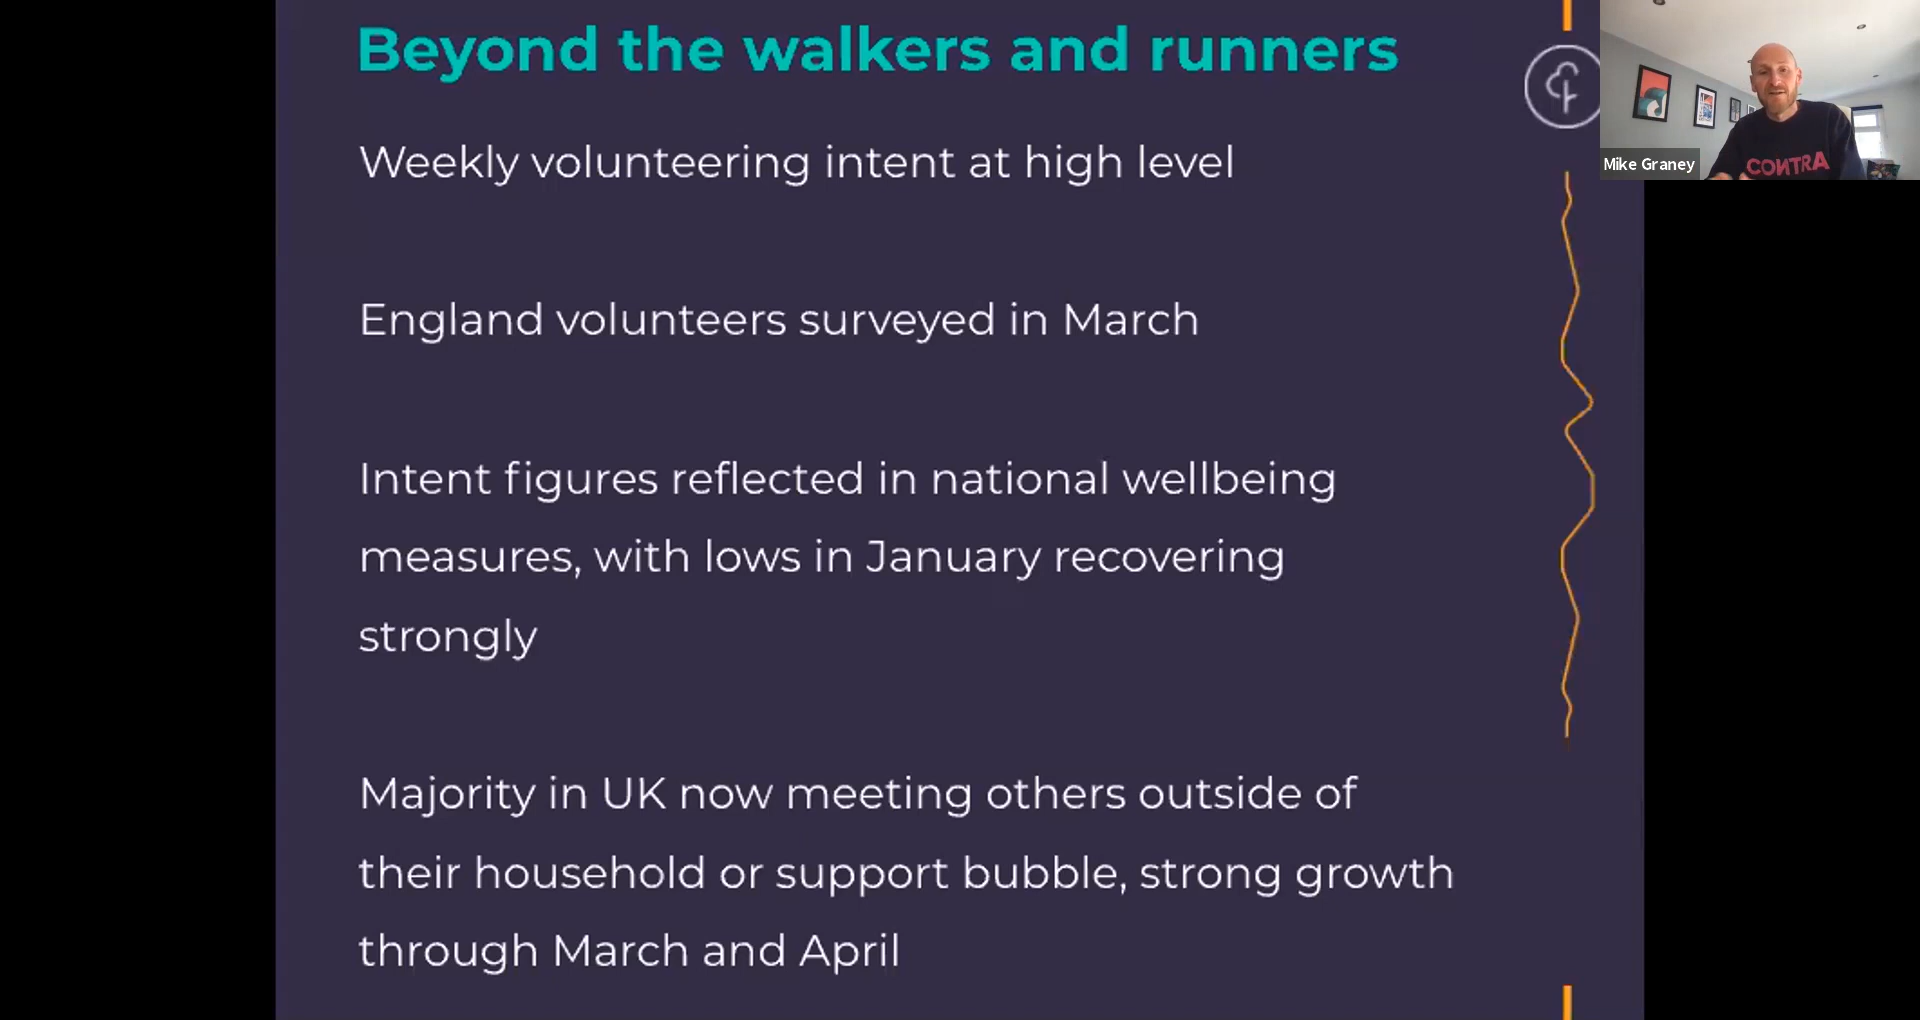 Beyond the walkers and runners
Weekly volunteering intent at high level
England volunteers surveyed in March
Intent figures reflected in national wellbeing
measures, with lows in January recovering
strongly
Majority in UK now meeting others outside of
their household or support bubble, strong growth
through March and April
Mike Graney
CONTRA